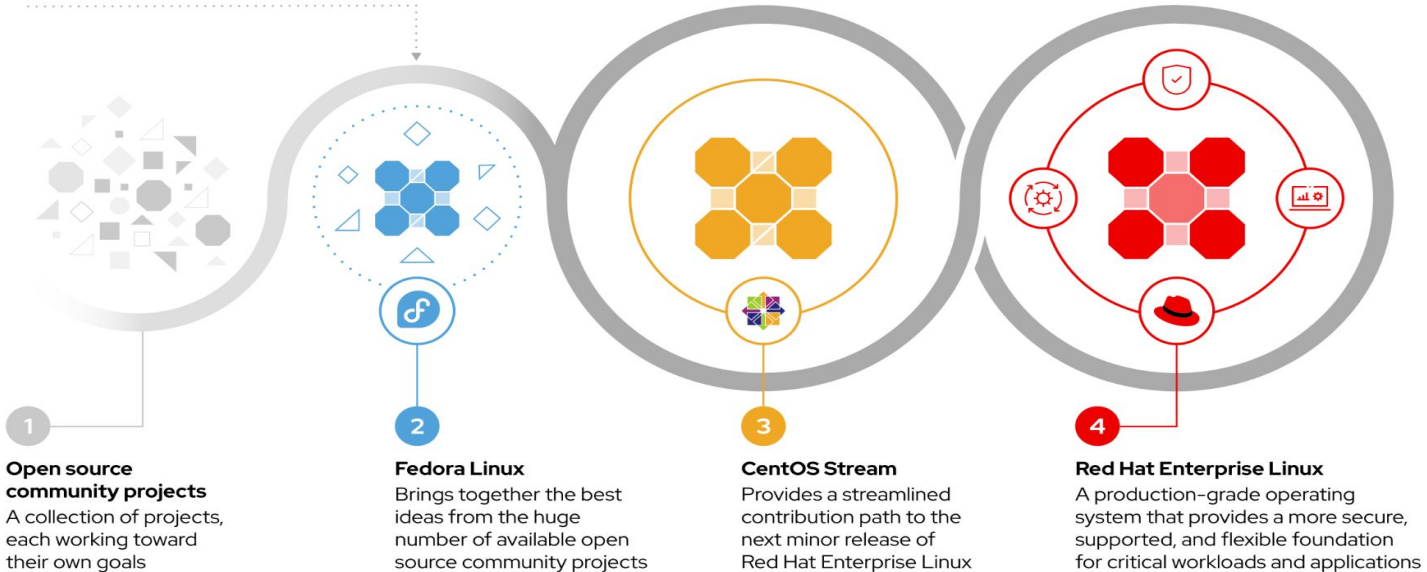 1
Open source
community projects
A collection of projects,
each working toward
their own goals
2
Fedora Linux
Brings together the best
ideas from the huge
number of available open
source community projects
3
CentOS Stream
Provides a streamlined
contribution path to the
next minor release of
Red Hat Enterprise Linux
4
Red Hat Enterprise Linux
A production-grade operating
system that provides a more secure,
supported, and flexible foundation
for critical workloads and applications